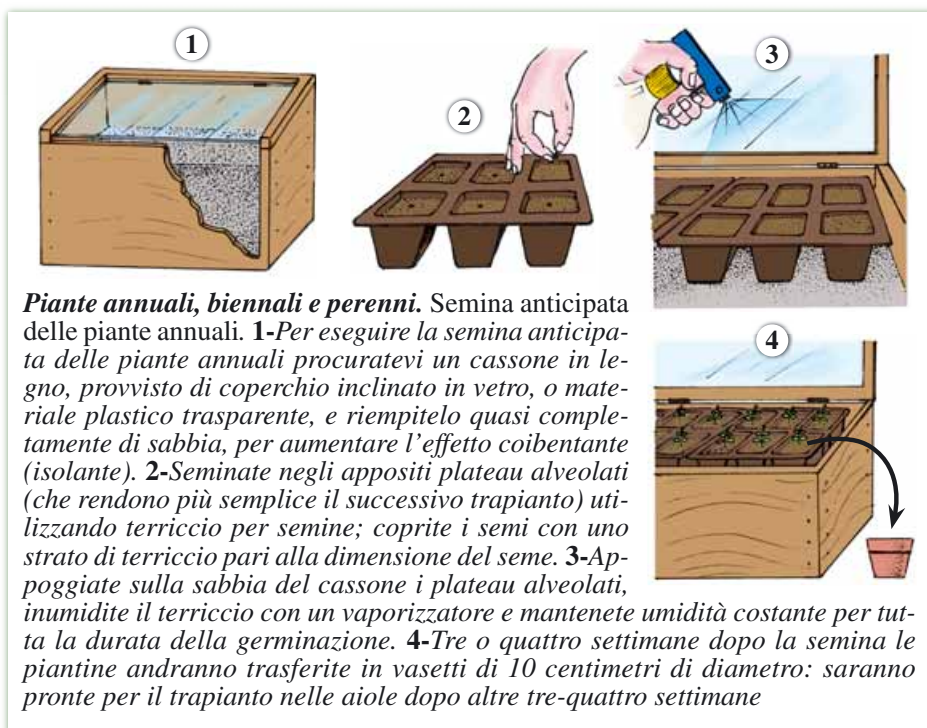 1
2
3
Piante annuali, biennali e perenni. Semina anticipata
delle piante annuali. 1-Per eseguire la semina anticipa-
ta delle piante annuali procuratevi un cassone in le-
gno, provvisto di coperchio inclinato in vetro, o mate-
riale plastico trasparente, e riempitelo quasi comple-
tamente di sabbia, per aumentare l'effetto coibentante
(isolante). 2-Seminate negli appositi plateau alveolati
(che rendono più semplice il successivo trapianto) uti-
lizzando terriccio per semine; coprite i semi con uno
strato di terriccio pari alla dimensione del seme. 3-Ap-
poggiate sulla sabbia del cassone i plateau alveolati,
inumidite il terriccio con un vaporizzatore e mantenete umidità costante per tut-
ta la durata della germinazione. 4-Tre o quattro settimane dopo la semina le
piantine andranno trasferite in vasetti di 10 centimetri di diametro: saranno
pronte per il trapianto nelle aiole dopo altre tre-quattro settimane
4